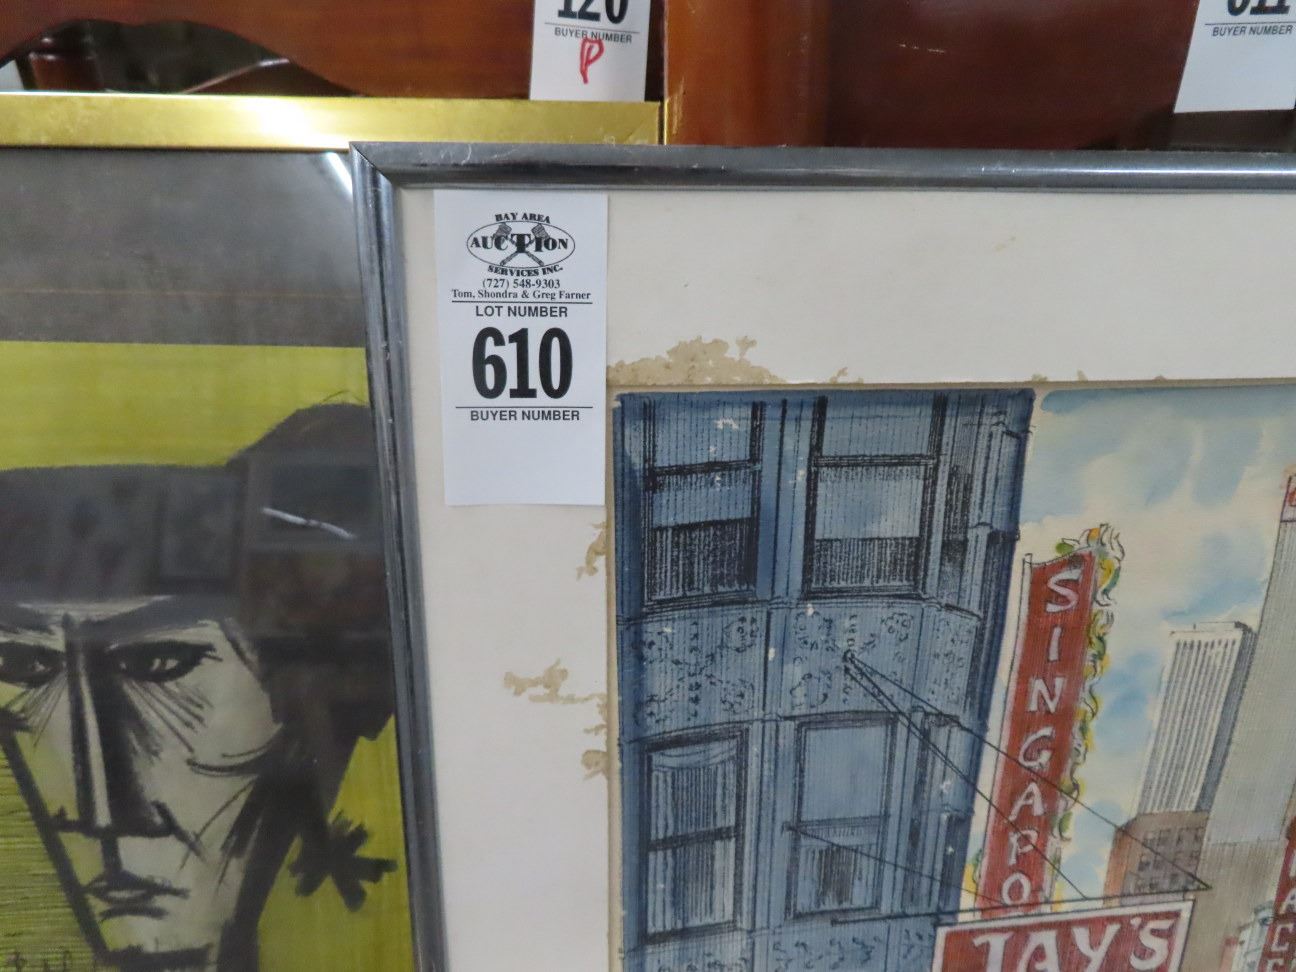 120
BUYER NUMBER
P
BUYER NUMBER
BAY AREA
AUCTION
SERVICES INC.
(727) 548-9303
Tom, Shondra & Greg Farner
LOT NUMBER
610
BUYER NUMBER
SINGAPO
JAY'S